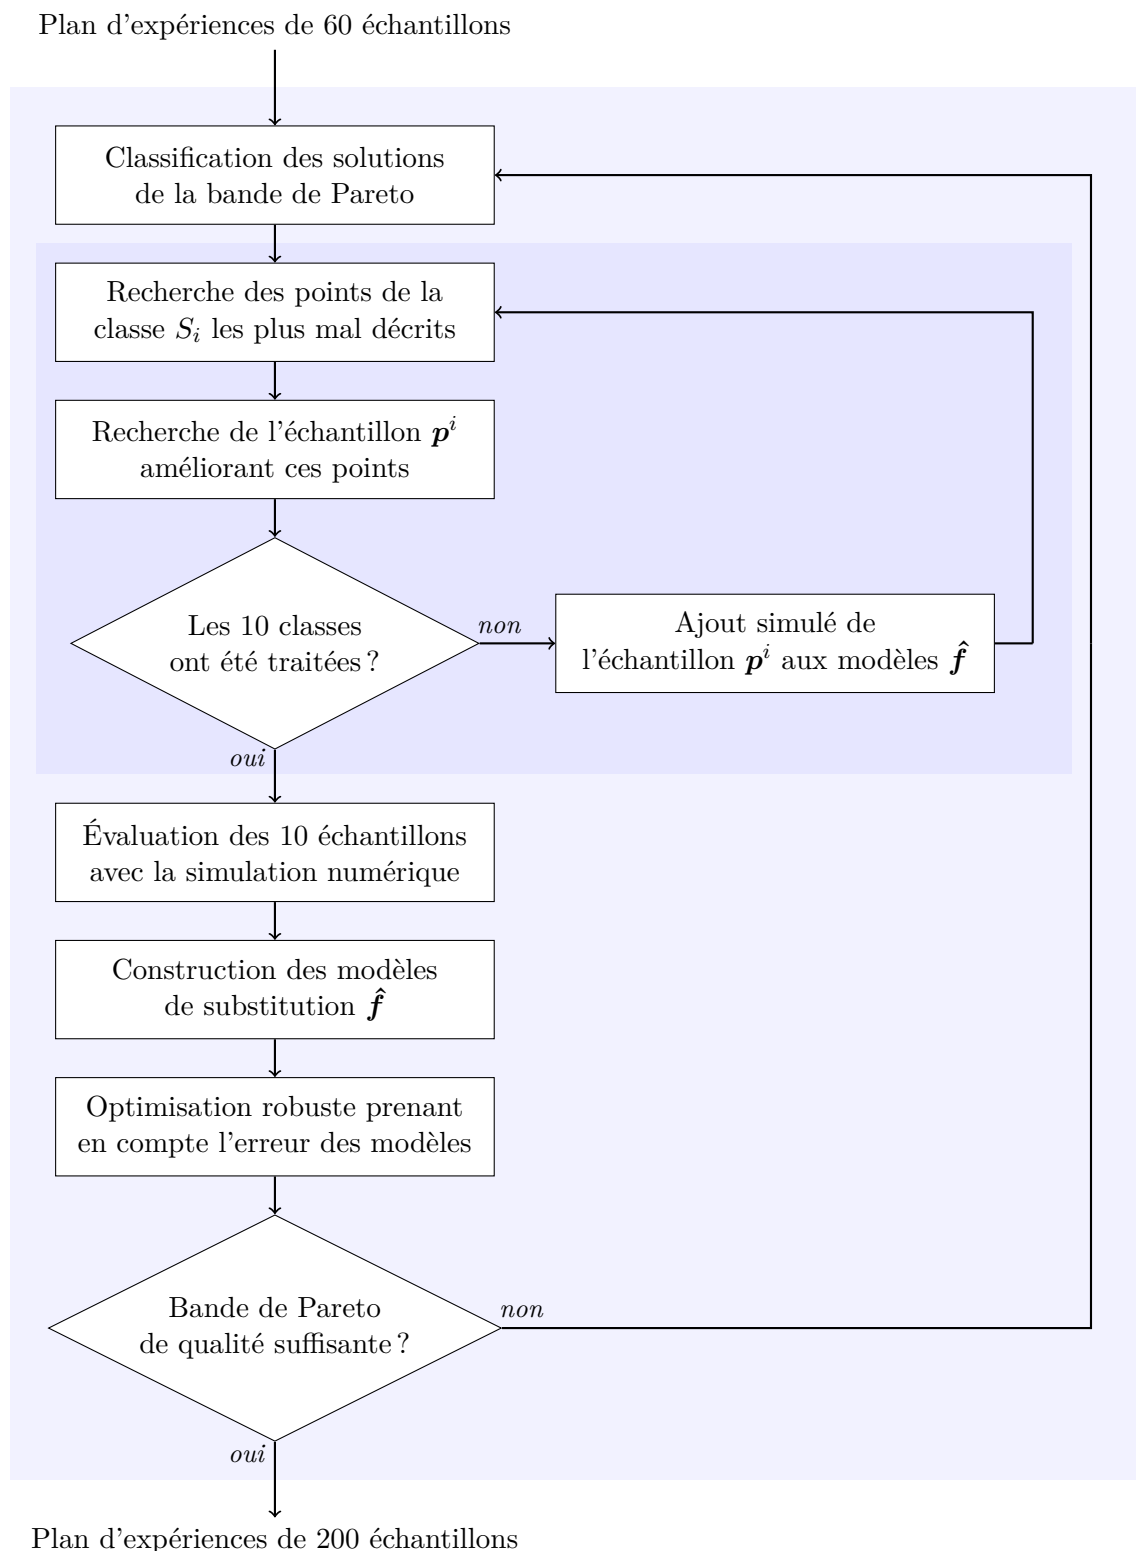 Plan d'expériences de 60 échantillons
Classification des solutions
de la bande de Pareto
Recherche des points de la
classe Sᵢ les plus mal décrits
Recherche de l'échantillon 𝒑ⁱ
améliorant ces points
Les 10 classes
ont été traitées ?
non
Ajout simulé de
l'échantillon 𝒑ⁱ aux modèles 𝒇̂
oui
Évaluation des 10 échantillons
avec la simulation numérique
Construction des modèles
de substitution 𝒇̂
Optimisation robuste prenant
en compte l'erreur des modèles
Bande de Pareto
de qualité suffisante ?
non
oui
Plan d'expériences de 200 échantillons